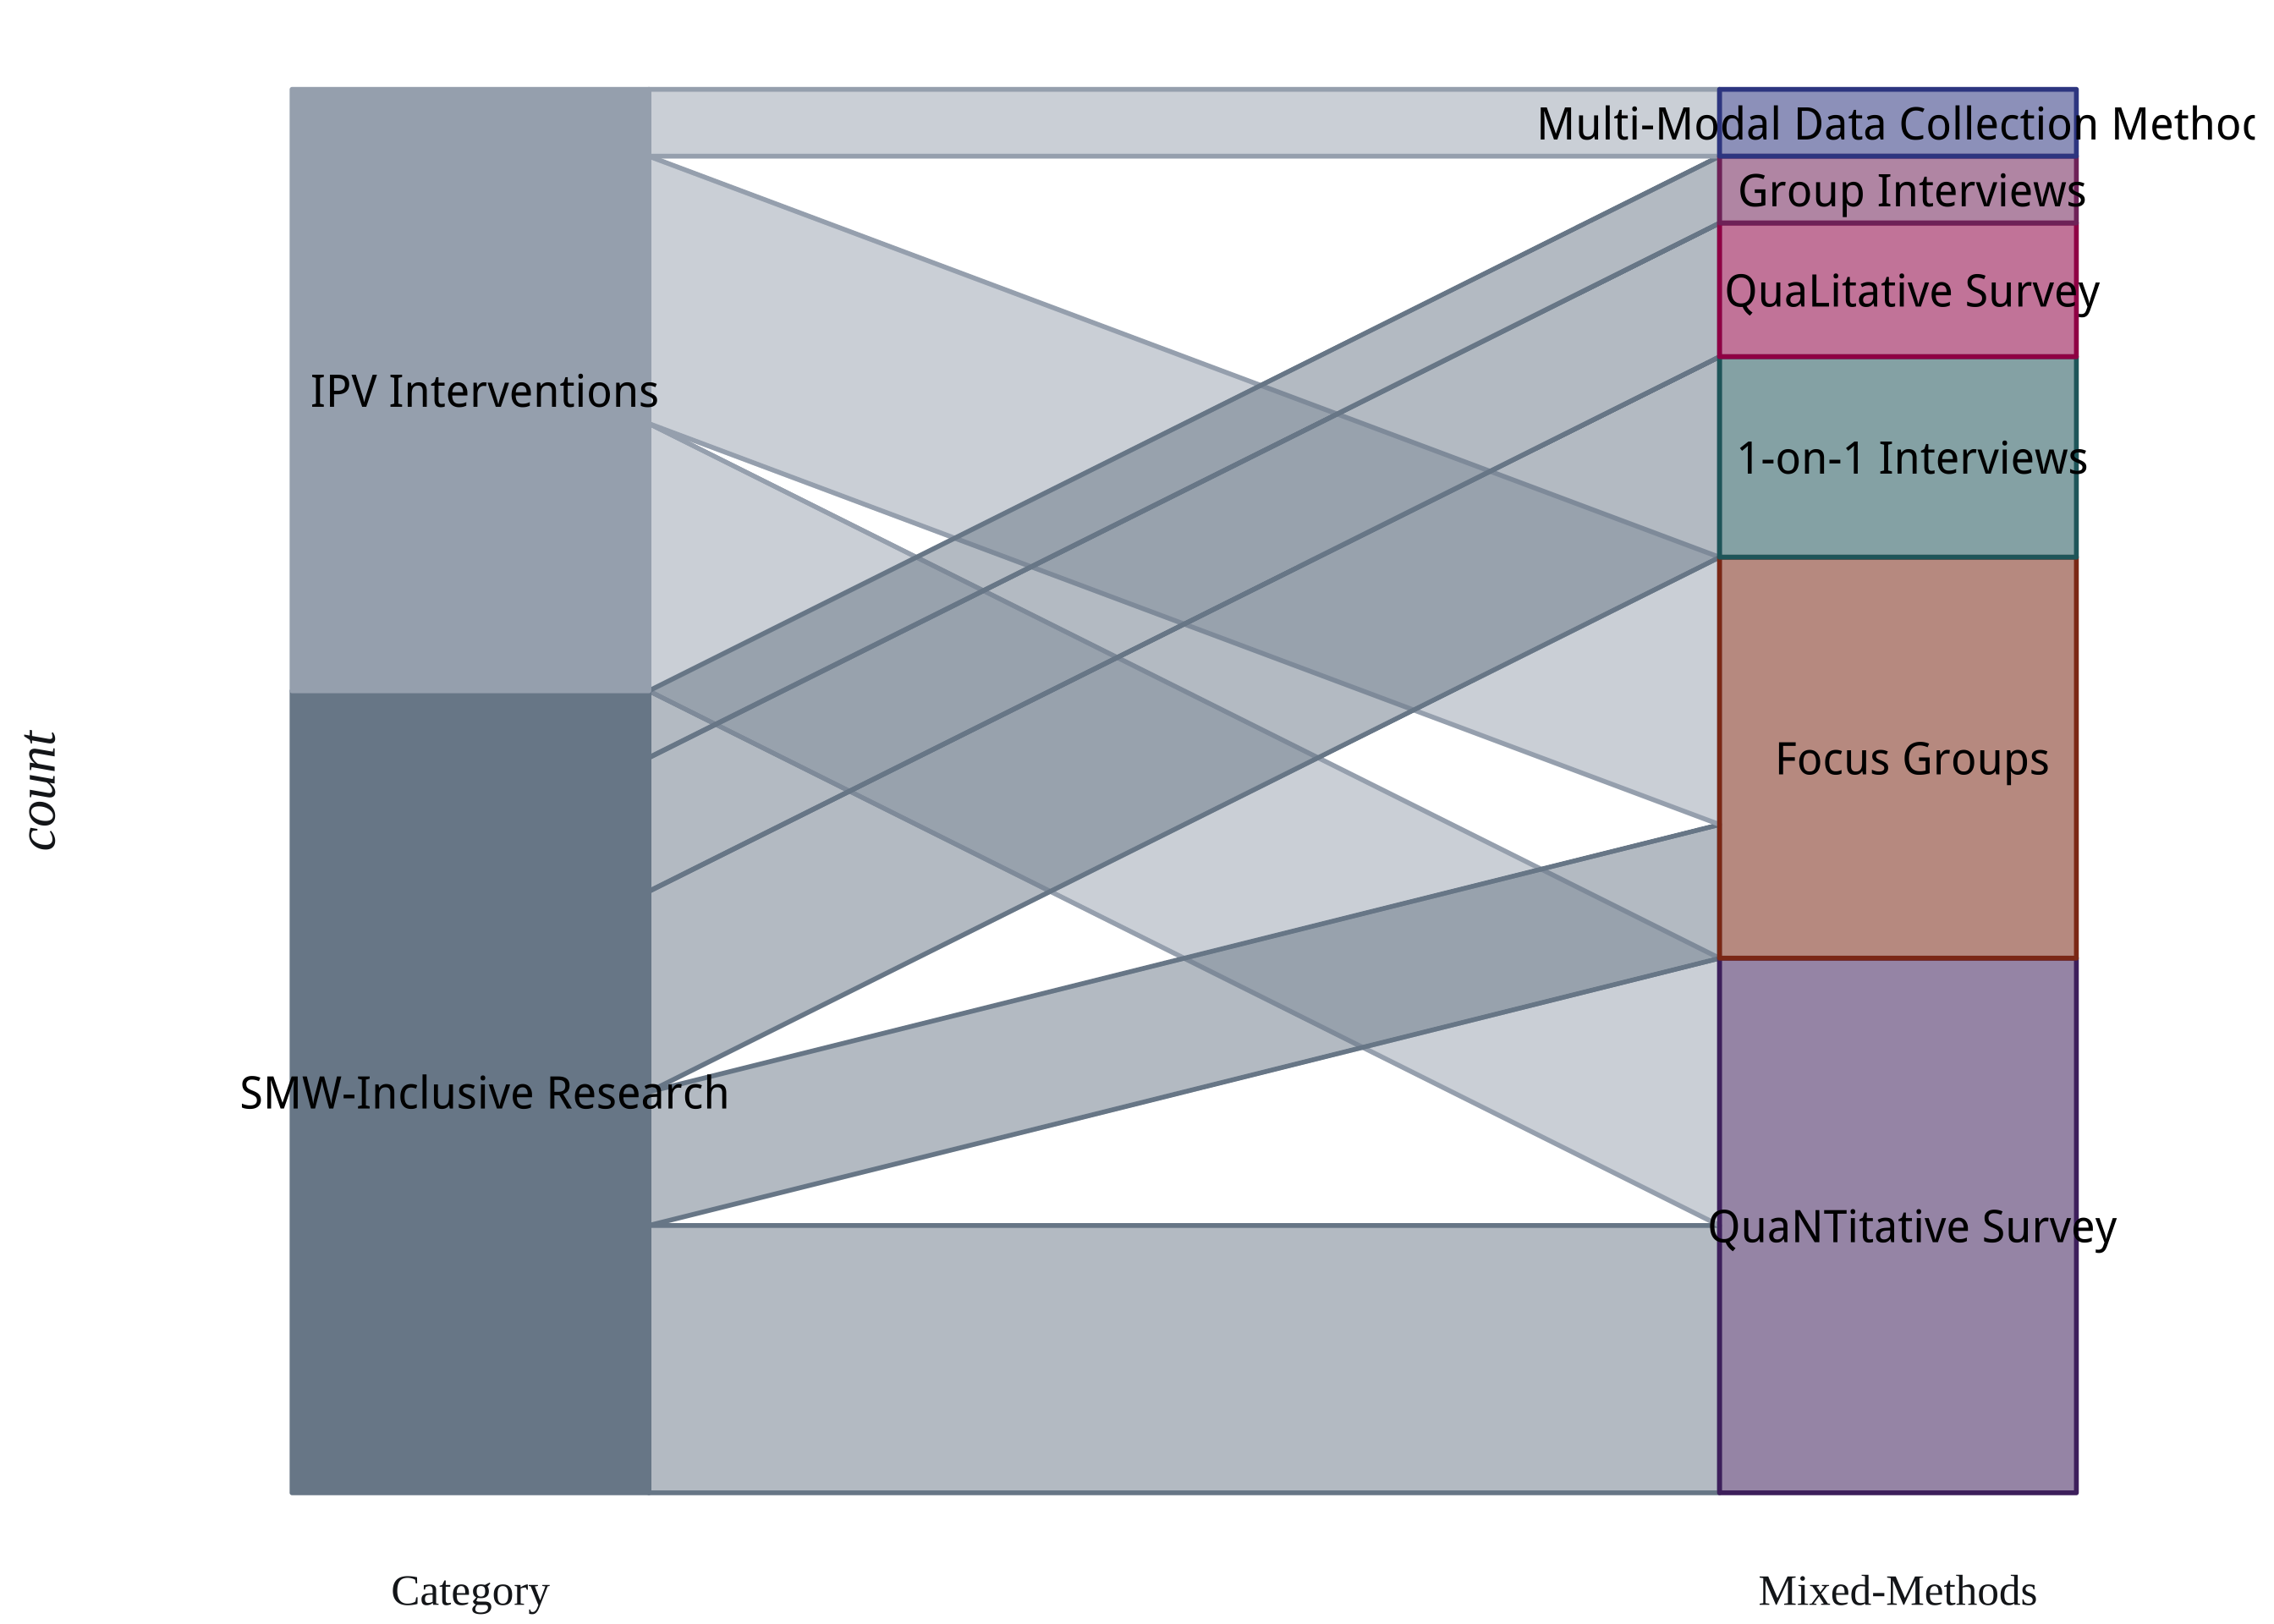 Multi-Modal Data Collection
Group Interviews
QuaLitative Survey
IPV Interventions
1-on-1 Interviews
Focus Groups
count
SMW-Inclusive Research
QuaNTitative Survey
Category
Mixed-Methods